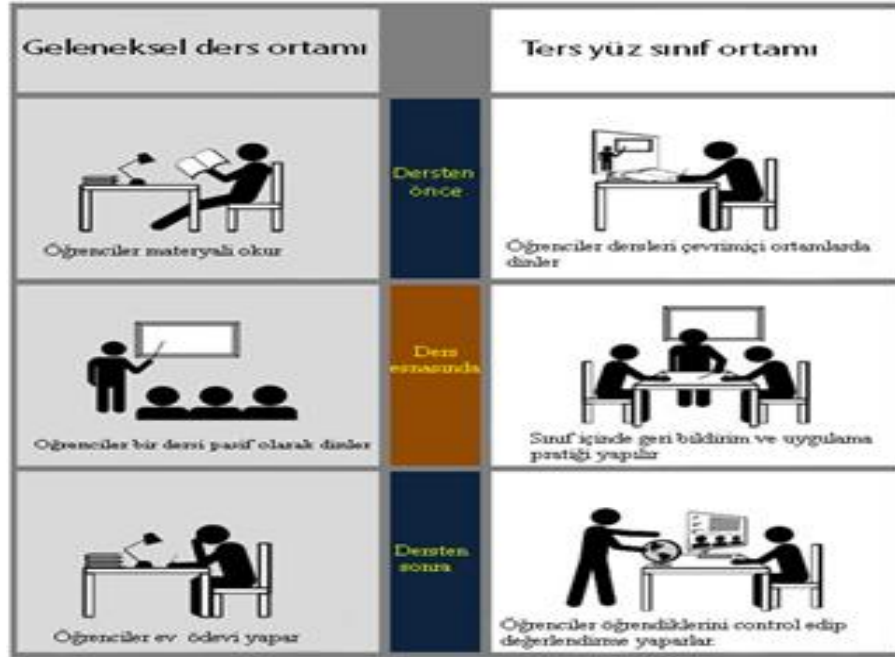 Geleneksel ders ortamı
Ters yüz sınıf ortamı
Öğrenciler materyali okur
Dersten
önce
Öğrenciler dersleri çevrimiçi ortamlarda
dinler
Öğrenciler bir dersi pasif olarak dinler
Ders
esnasında
Sınıf içinde geri bildirim ve uygulama
pratiği yapılır
Öğrenciler ev ödevi yapar
Dersten
sonra
Öğrenciler öğrendiklerini control edip
değerlendirme yaparlar.